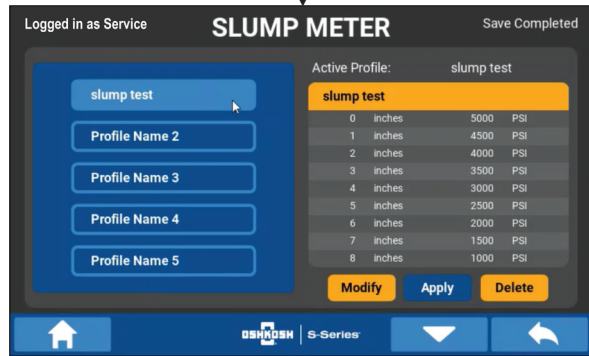 Logged in as Service
SLUMP METER
Save Completed
slump test
Profile Name 2
Profile Name 3
Profile Name 4
Profile Name 5
Active Profile: slump test
slump test
0 inches 5000 PSI
1 inches 4500 PSI
2 inches 4000 PSI
3 inches 3500 PSI
4 inches 3000 PSI
5 inches 2500 PSI
6 inches 2000 PSI
7 inches 1500 PSI
8 inches 1000 PSI
Modify Apply Delete
OSHKOSH S-Series